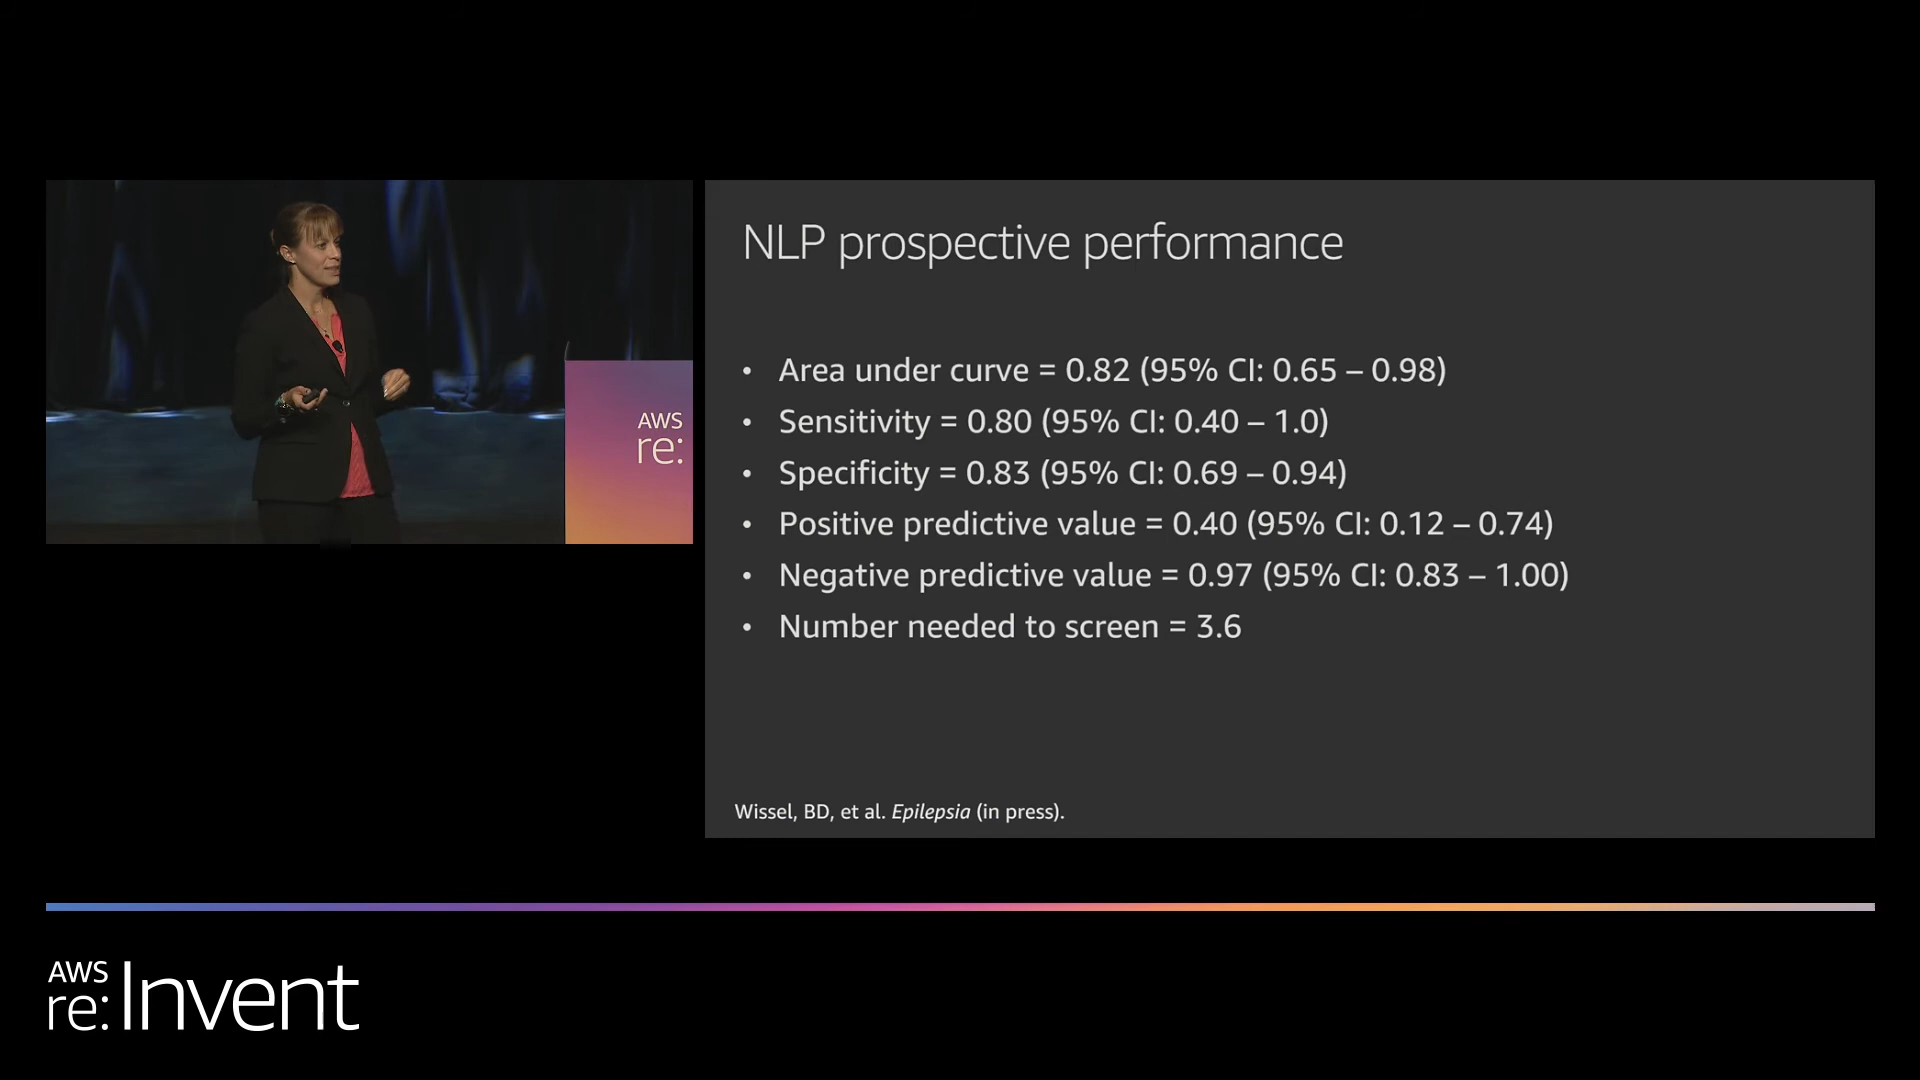 NLP prospective performance
• Area under curve = 0.82 (95% CI: 0.65 – 0.98)
• Sensitivity = 0.80 (95% CI: 0.40 – 1.0)
• Specificity = 0.83 (95% CI: 0.69 – 0.94)
• Positive predictive value = 0.40 (95% CI: 0.12 – 0.74)
• Negative predictive value = 0.97 (95% CI: 0.83 – 1.00)
• Number needed to screen = 3.6
Wissel, BD, et al. Epilepsia (in press).
AWS
re:
AWS
re:Invent